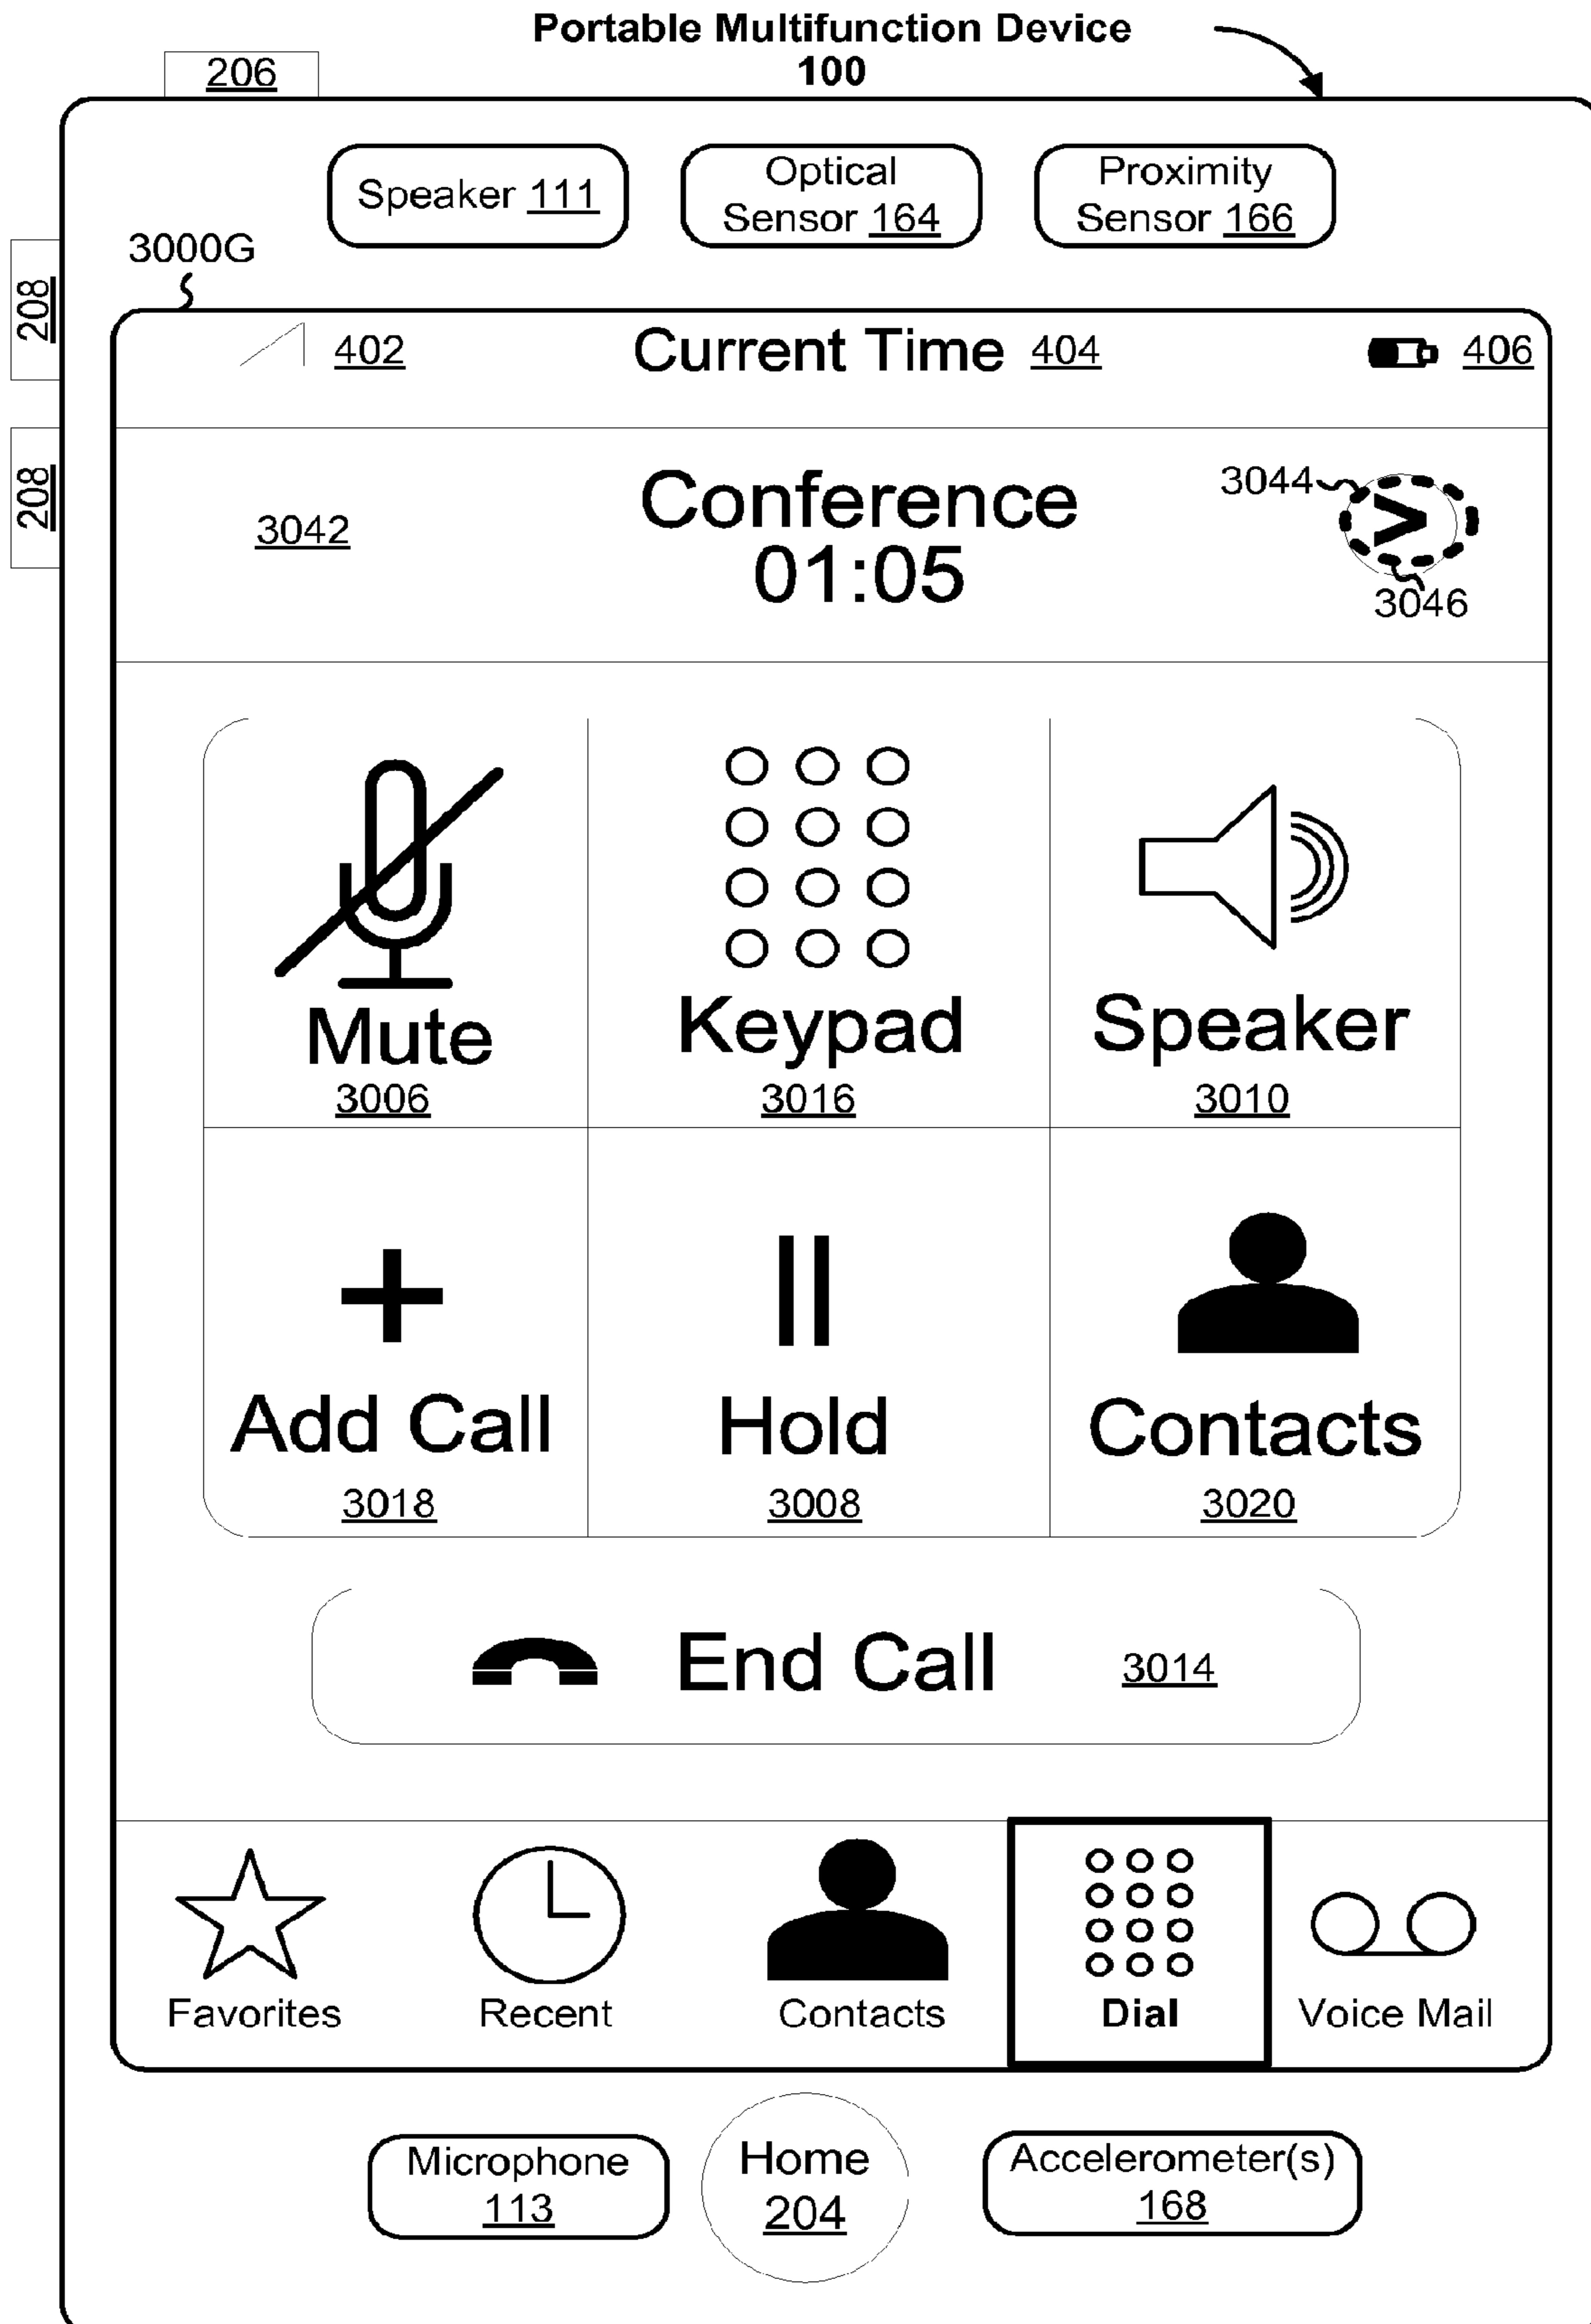 Portable Multifunction Device
100
206
Speaker 111
Optical
Sensor 164
Proximity
Sensor 166
3000G
208
402
Current Time 404
406
208
3042
Conference
01:05
3044
>
3046
Mute
3006
Keypad
3016
Speaker
3010
Add Call
3018
Hold
3008
Contacts
3020
End Call 3014
Favorites
Recent
Contacts
Dial
Voice Mail
Microphone
113
Home
204
Accelerometer(s)
168